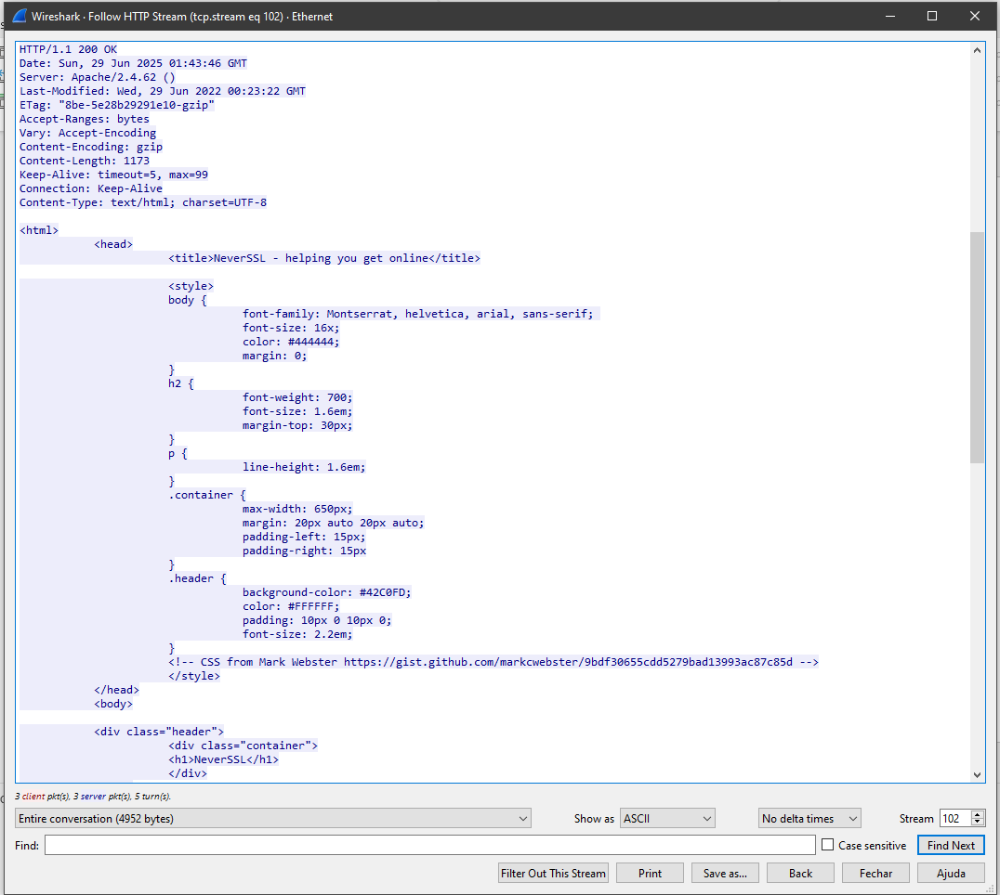 Wireshark · Follow HTTP Stream (tcp.stream eq 102) · Ethernet
HTTP/1.1 200 OK
Date: Sun, 29 Jun 2025 01:43:46 GMT
Server: Apache/2.4.62 ()
Last-Modified: Wed, 29 Jun 2022 00:23:22 GMT
ETag: "8be-5e28b29291e10-gzip"
Accept-Ranges: bytes
Vary: Accept-Encoding
Content-Encoding: gzip
Content-Length: 1173
Keep-Alive: timeout=5, max=99
Connection: Keep-Alive
Content-Type: text/html; charset=UTF-8
<html>
<head>
<title>NeverSSL - helping you get online</title>
<style>
body {
font-family: Montserrat, helvetica, arial, sans-serif;
font-size: 16x;
color: #444444;
margin: 0;
}
h2 {
font-weight: 700;
font-size: 1.6em;
margin-top: 30px;
}
p {
line-height: 1.6em;
}
.container {
max-width: 650px;
margin: 20px auto 20px auto;
padding-left: 15px;
padding-right: 15px
}
.header {
background-color: #42C0FD;
color: #FFFFFF;
padding: 10px 0 10px 0;
font-size: 2.2em;
}
<!-- CSS from Mark Webster https://gist.github.com/markcwebster/9bdf30655cdd5279bad13993ac87c85d -->
</style>
</head>
<body>
<div class="header">
<div class="container">
<h1>NeverSSL</h1>
</div>
3 client pkt(s), 3 server pkt(s), 5 turn(s).
Entire conversation (4952 bytes) Show as ASCII No delta times Stream 102
Find: Case sensitive Find Next
Filter Out This Stream Print Save as... Back Fechar Ajuda